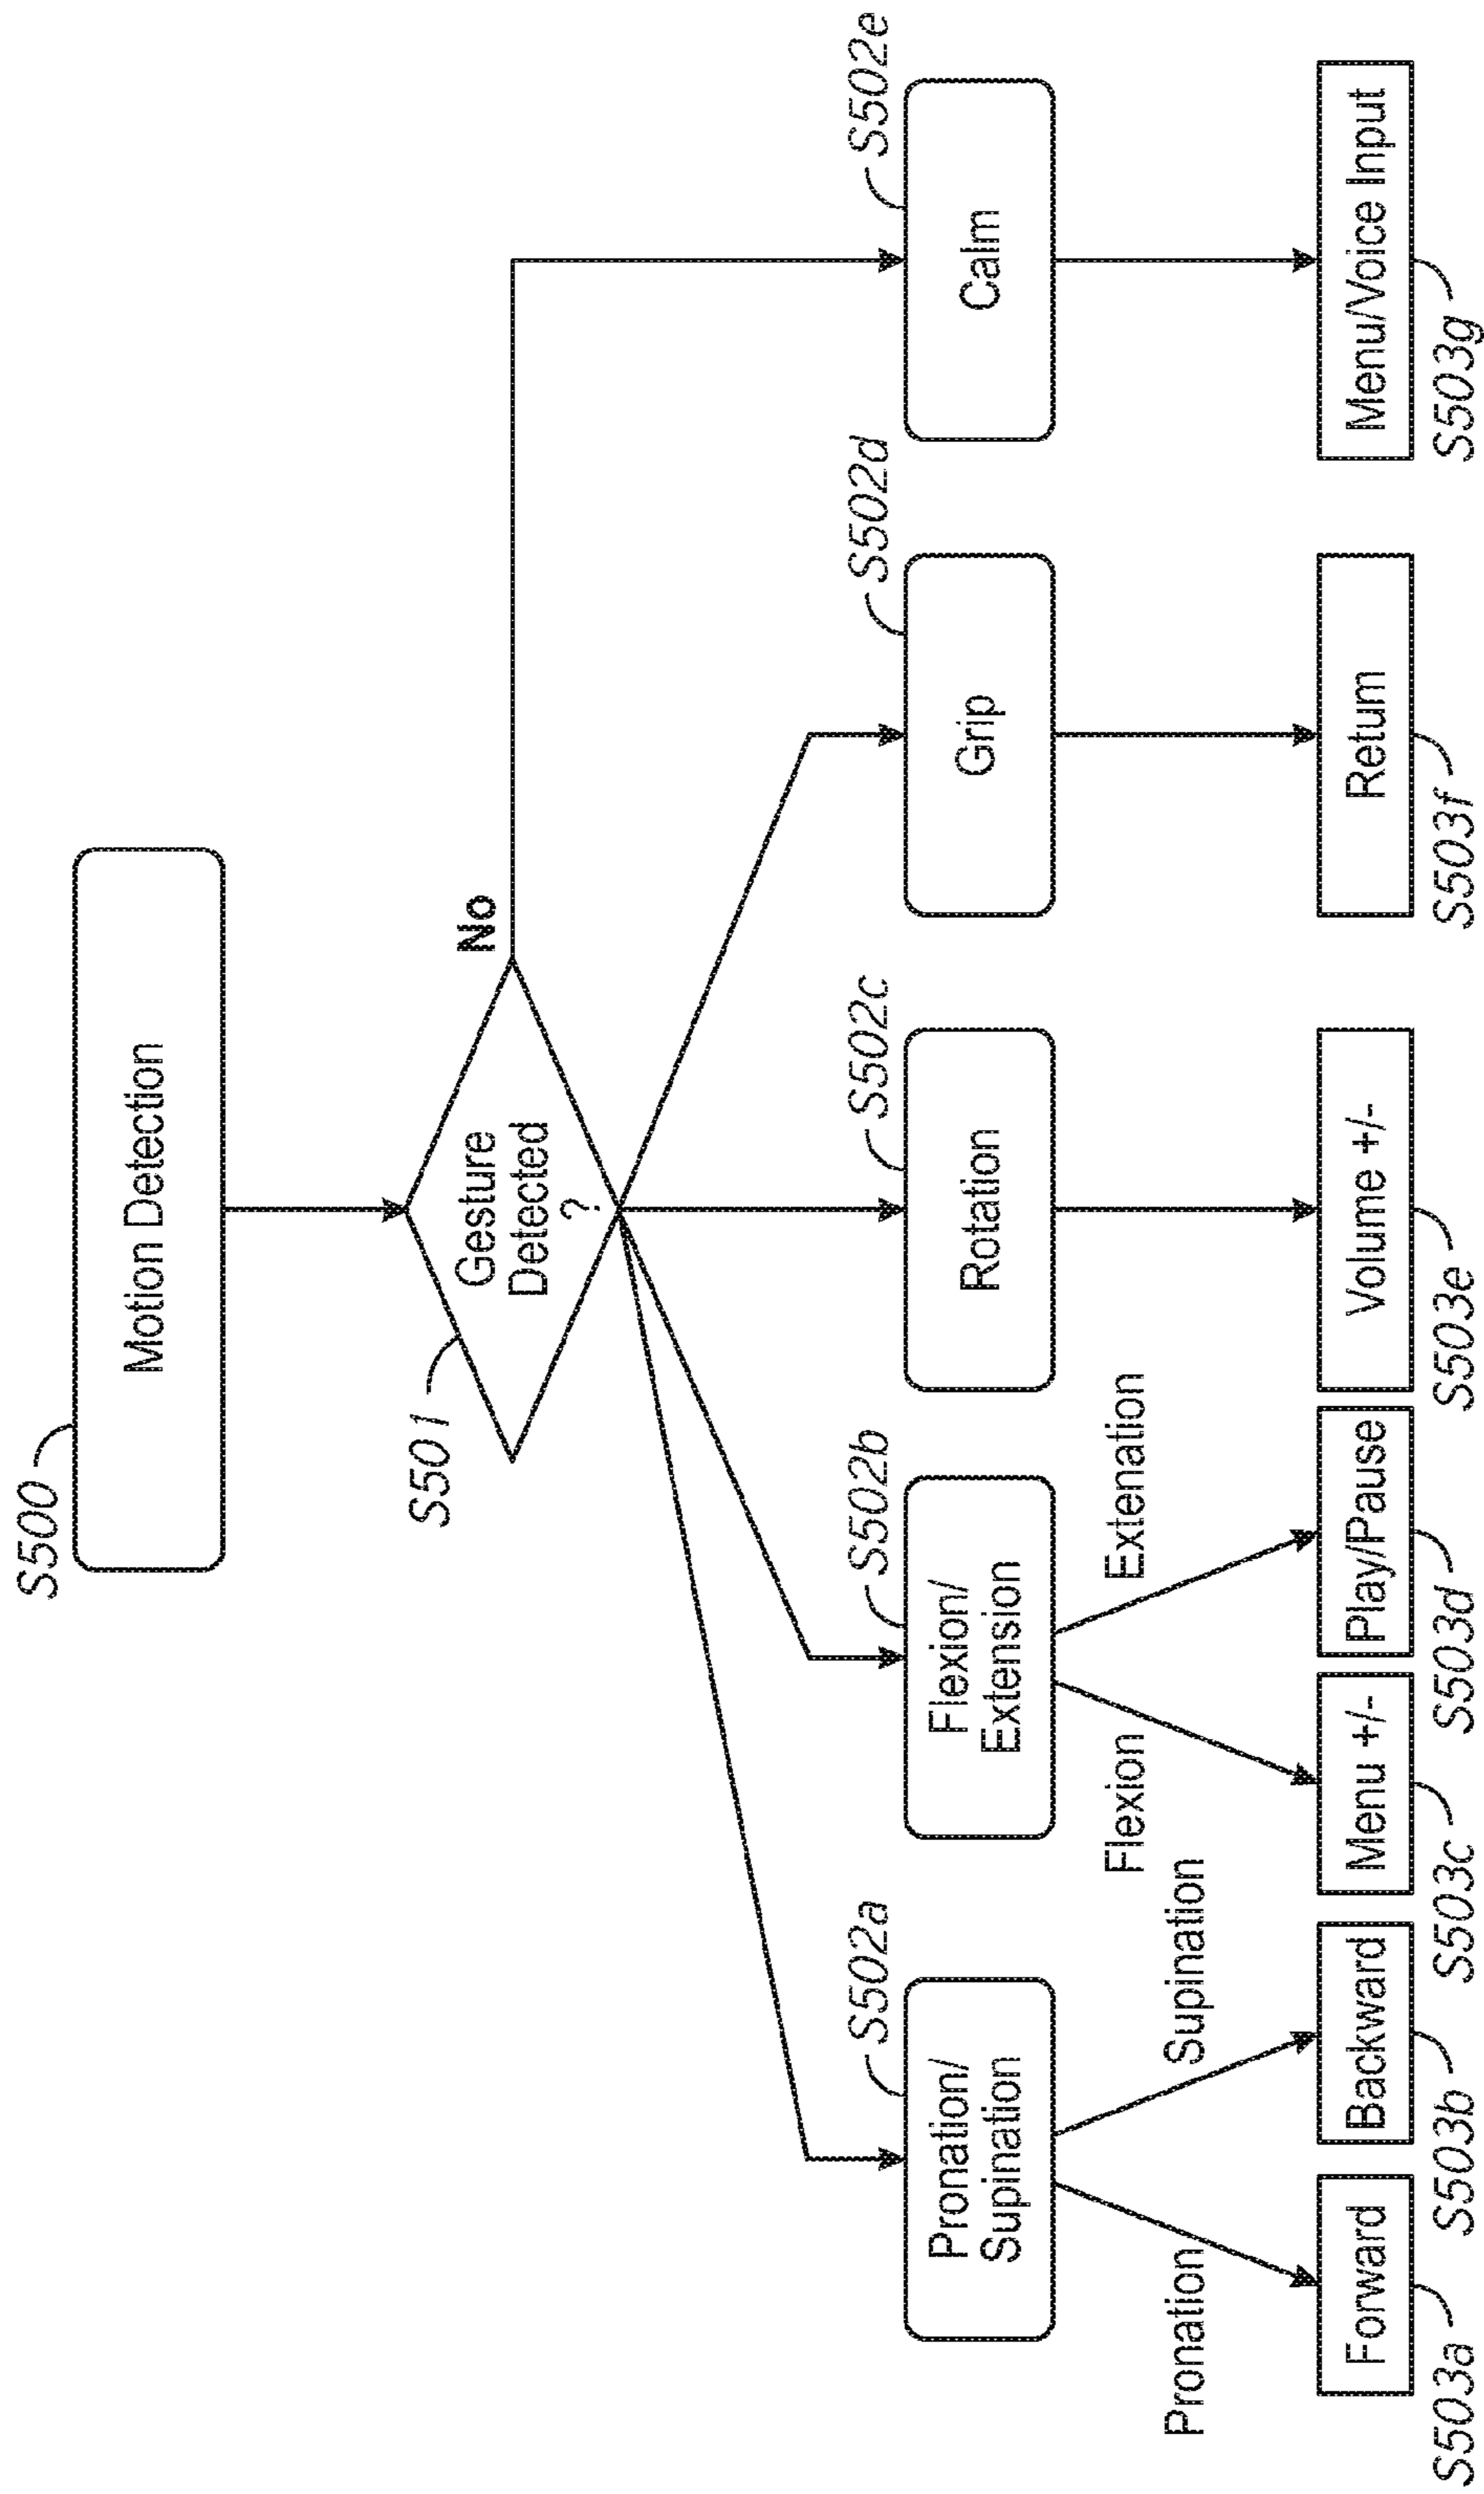 S500
Motion Detection
S501
Gesture
Detected
?
No
S502a
Pronation/
Supination
S502b
Flexion/
Extension
S502c
Rotation
S502d
Grip
S502e
Calm
Pronation
Supination
Flexion
Extenation
Forward
Backward
Menu +/-
Play/Pause
Volume +/-
Return
Menu/Voice Input
S503a
S503b
S503c
S503d
S503e
S503f
S503g